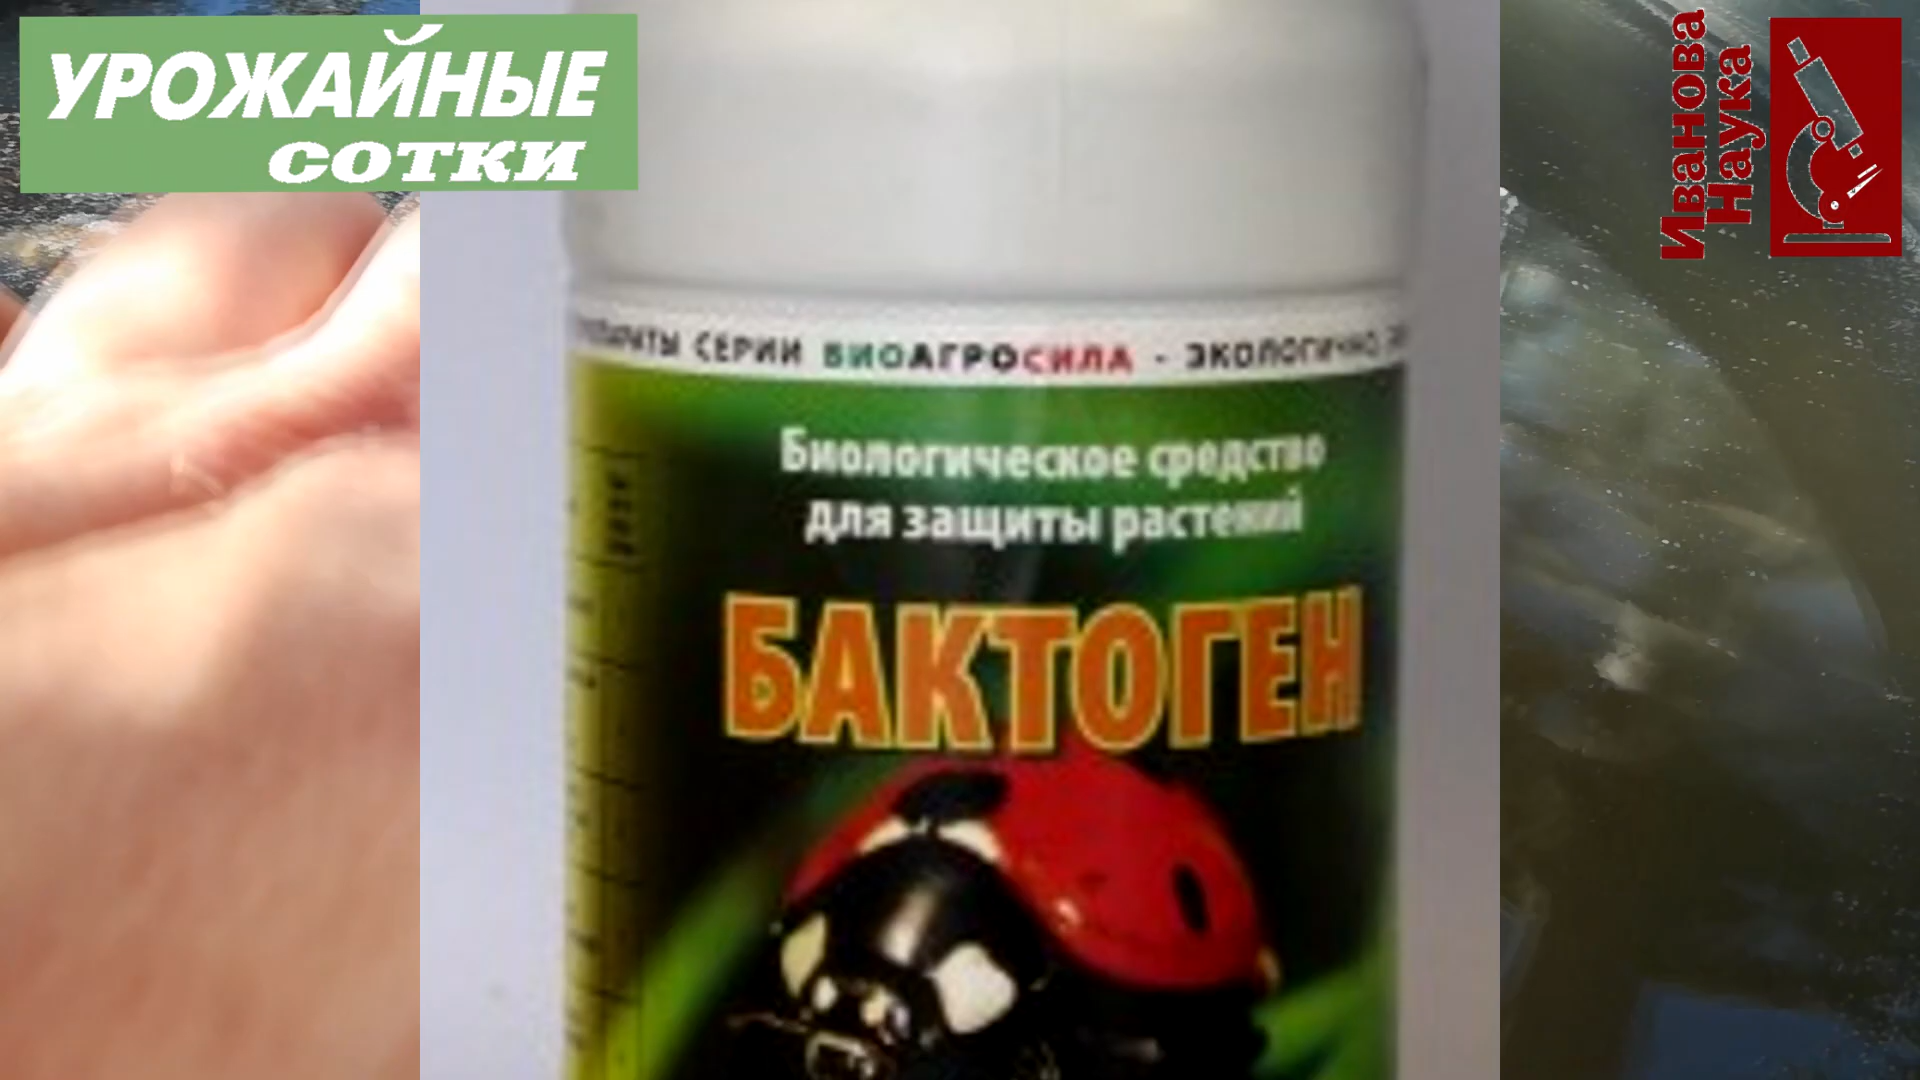 УРОЖАЙНЫЕ
СОТКИ
Иванова
Наука
СЕРИИ БИОАГРОСИЛА - ЭКОЛОГИЧНО
Биологическое средство
для защиты растений
БАКТОГЕН